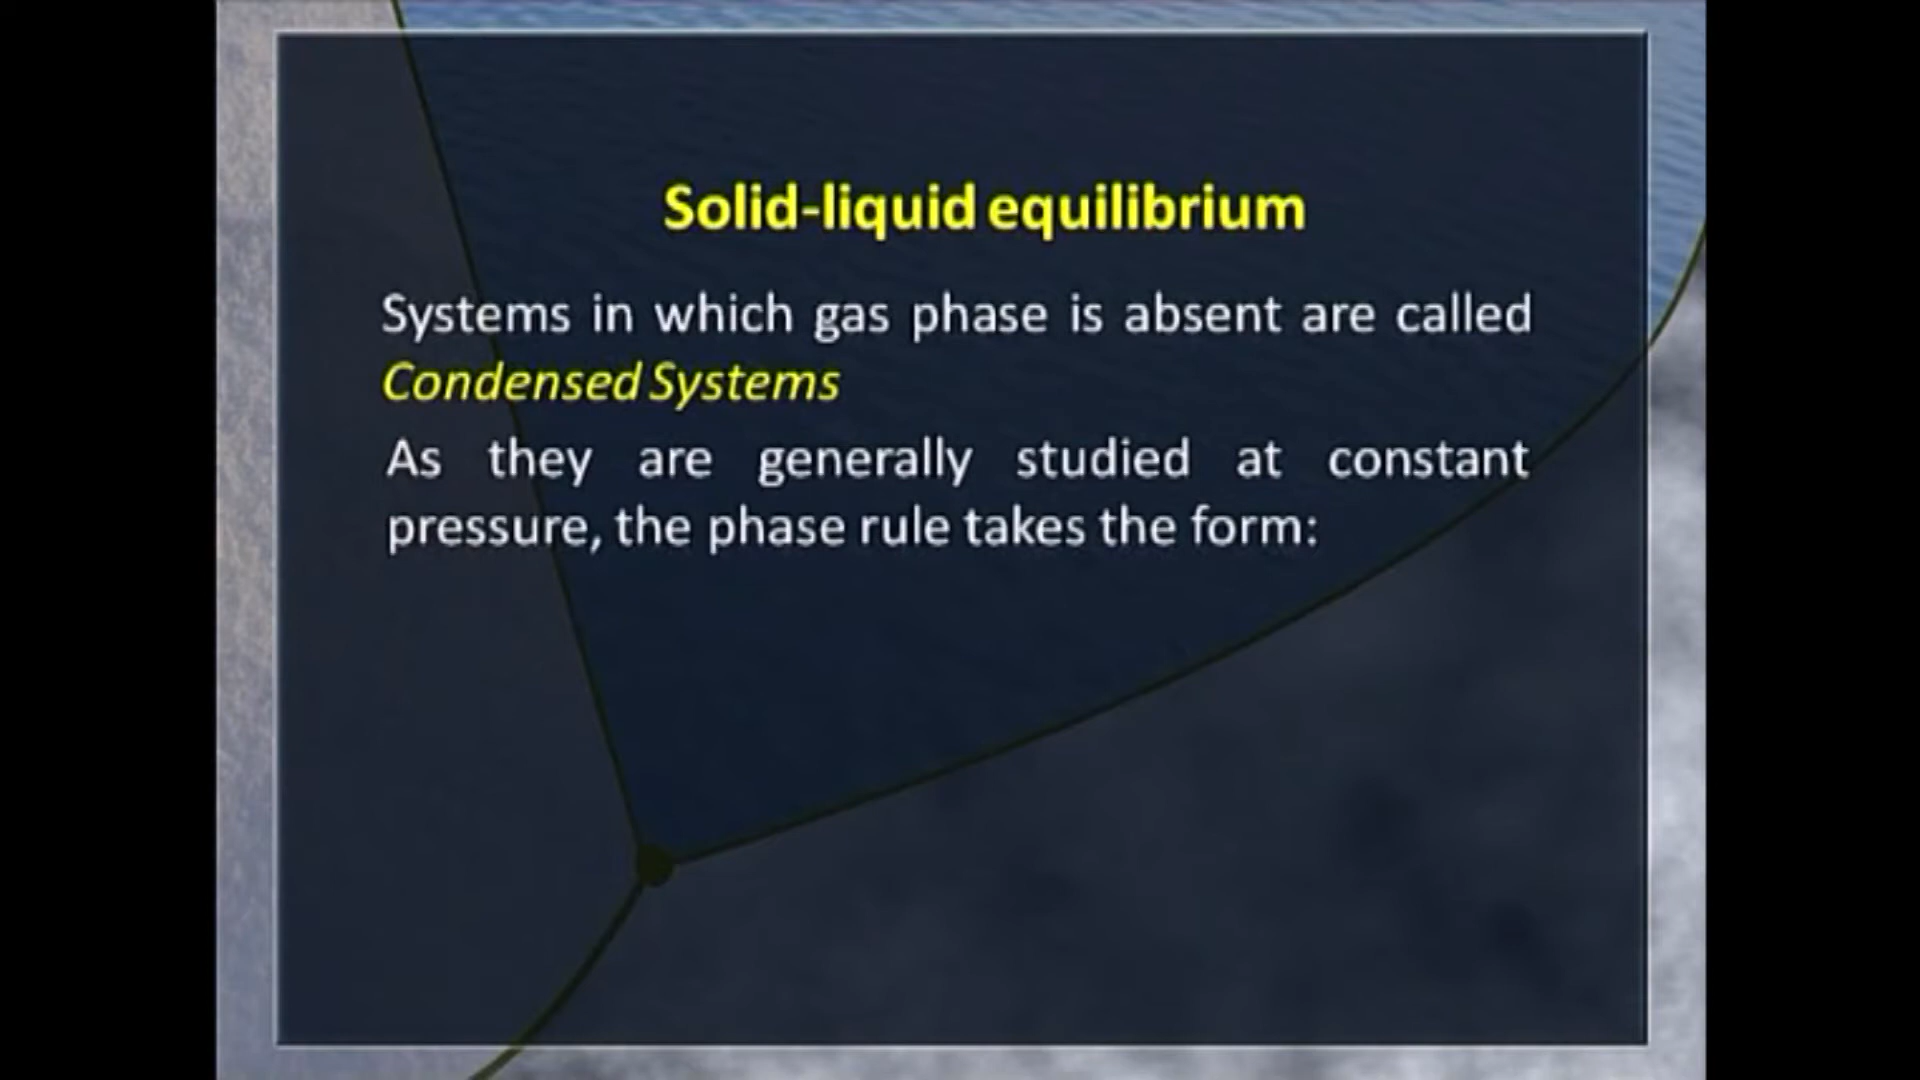 Solid-liquid equilibrium
Systems in which gas phase is absent are called
Condensed Systems
As they are generally studied at constant
pressure, the phase rule takes the form: